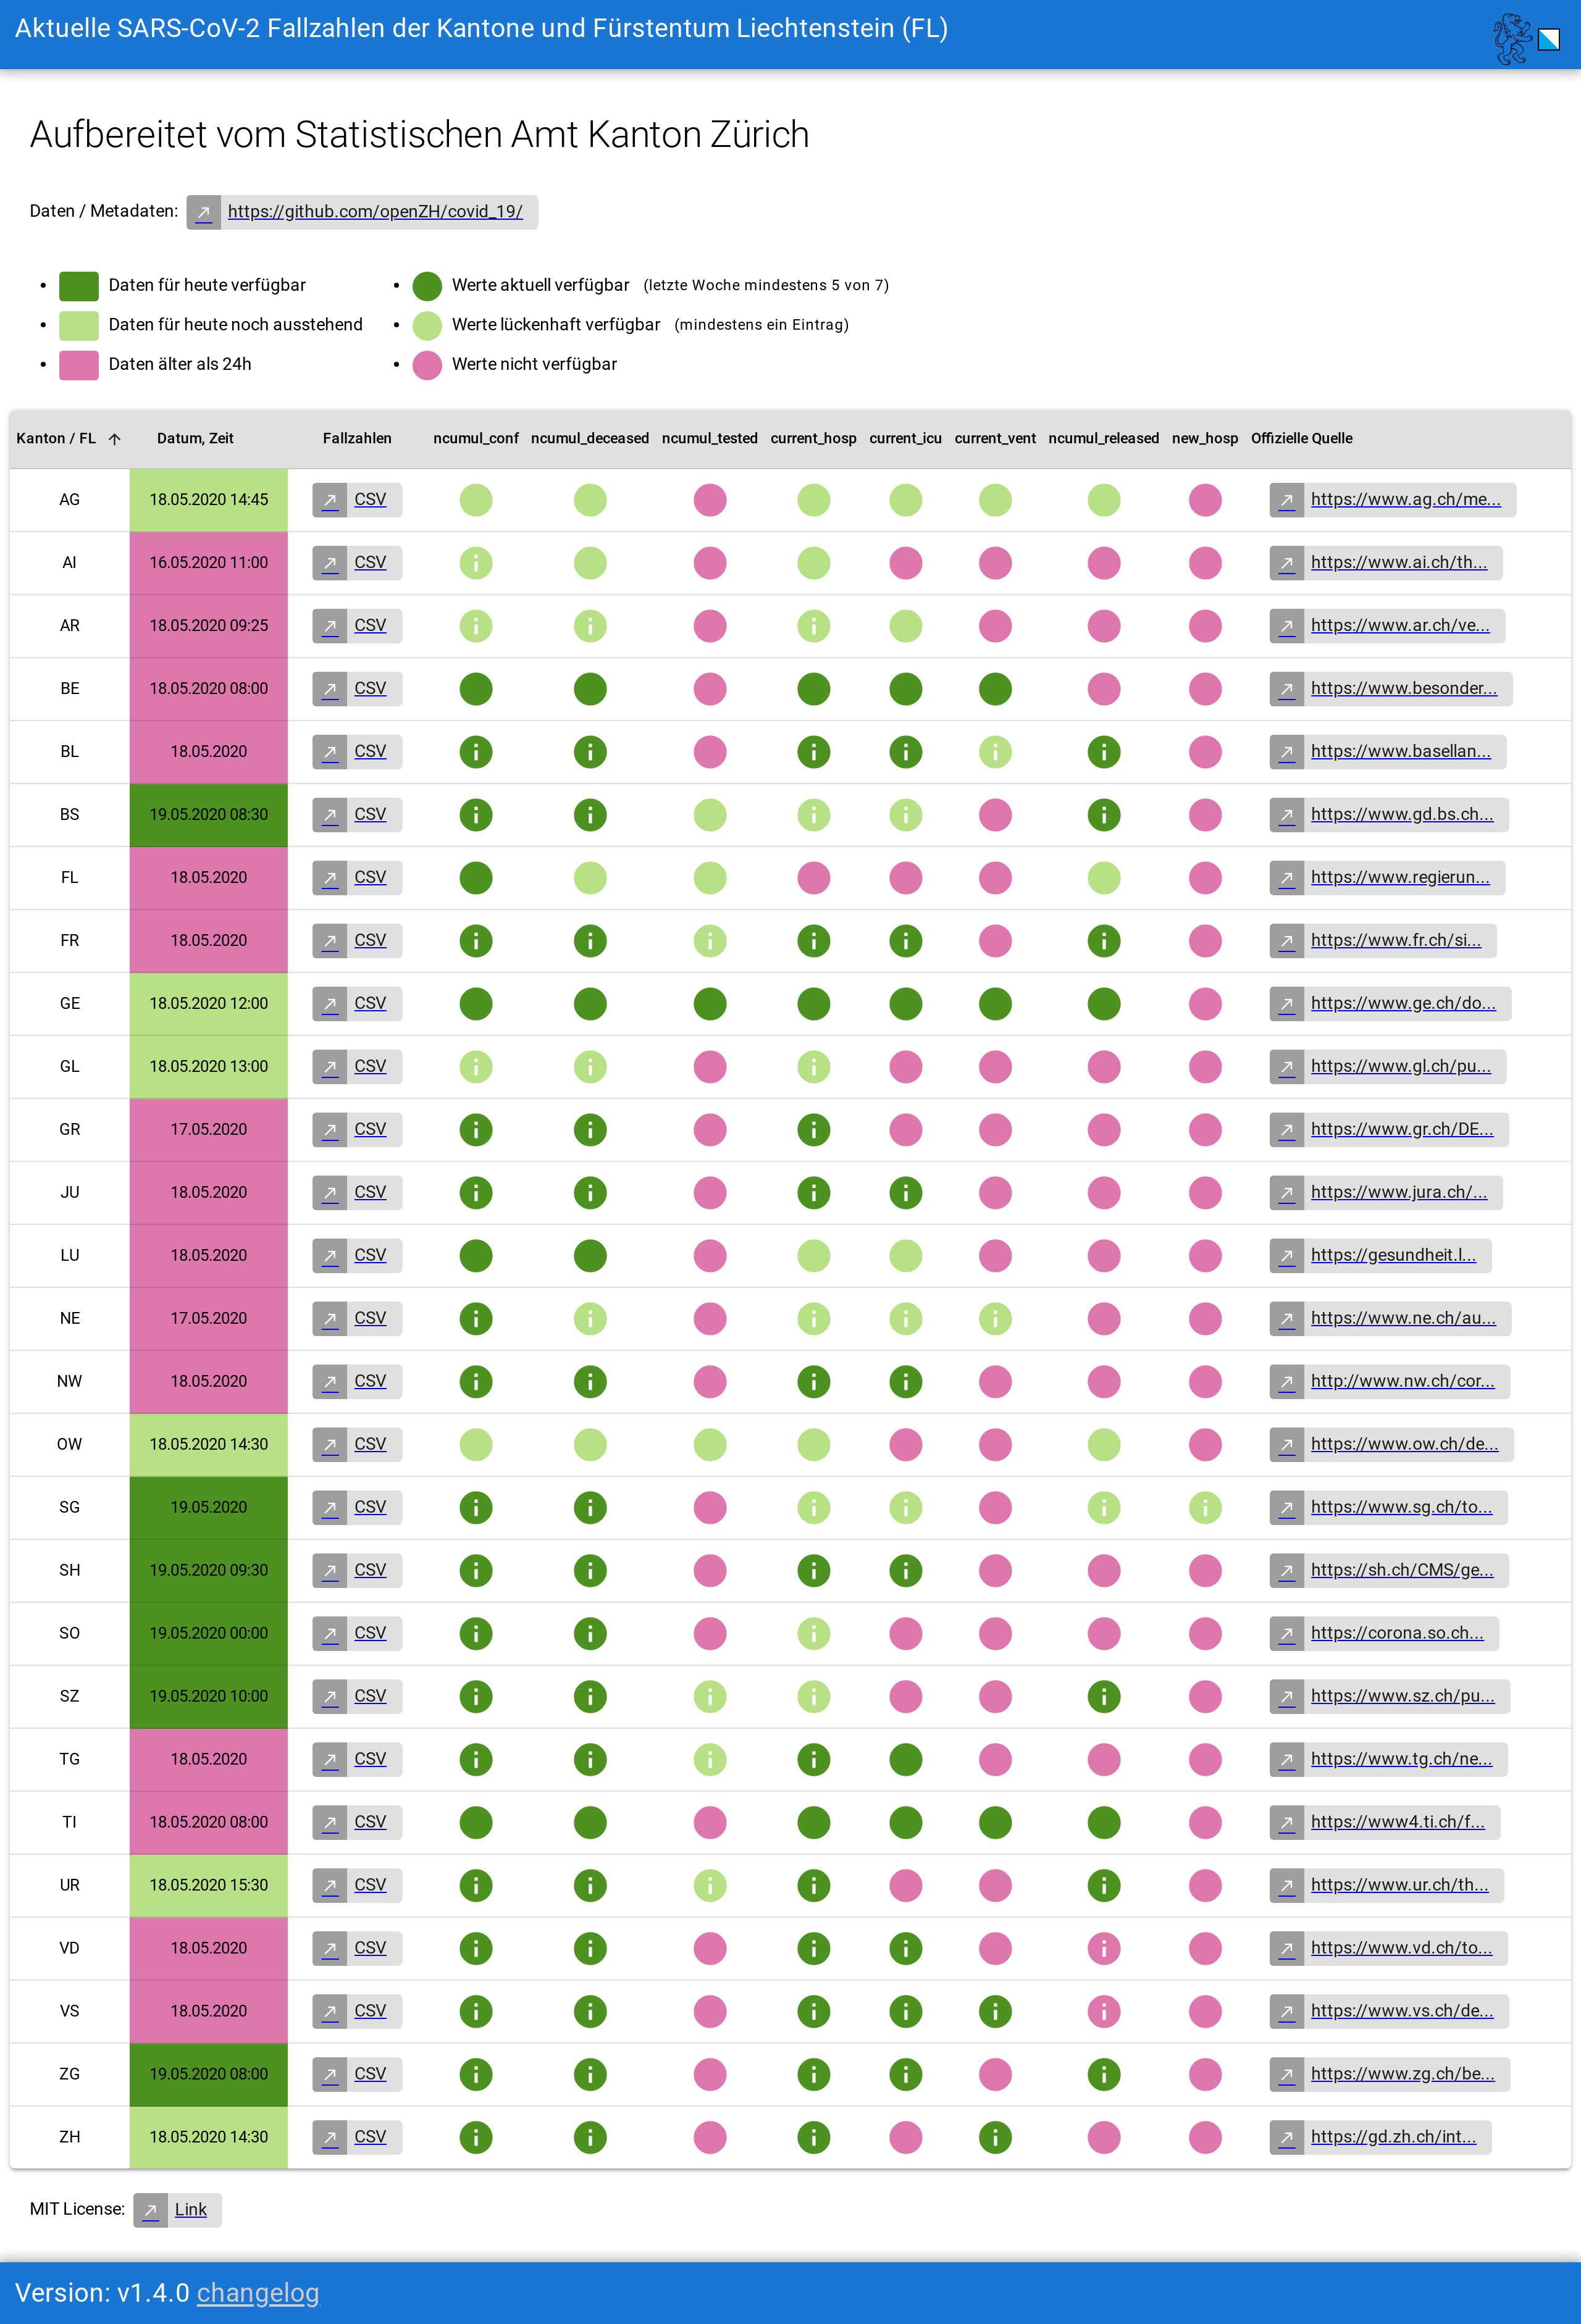 Aktuelle SARS-CoV-2 Fallzahlen der Kantone und Fürstentum Liechtenstein (FL)
Aufbereitet vom Statistischen Amt Kanton Zürich
Daten / Metadaten: https://github.com/openZH/covid_19/
Daten für heute verfügbar
Daten für heute noch ausstehend
Daten älter als 24h
Werte aktuell verfügbar (letzte Woche mindestens 5 von 7)
Werte lückenhaft verfügbar (mindestens ein Eintrag)
Werte nicht verfügbar
Kanton / FL Datum, Zeit Fallzahlen ncumul_conf ncumul_deceased ncumul_tested current_hosp current_icu current_vent ncumul_released new_hosp Offizielle Quelle
AG 18.05.2020 14:45 CSV https://www.ag.ch/me...
AI 16.05.2020 11:00 CSV https://www.ai.ch/th...
AR 18.05.2020 09:25 CSV https://www.ar.ch/ve...
BE 18.05.2020 08:00 CSV https://www.besonder...
BL 18.05.2020 CSV https://www.basellan...
BS 19.05.2020 08:30 CSV https://www.gd.bs.ch...
FL 18.05.2020 CSV https://www.regierun...
FR 18.05.2020 CSV https://www.fr.ch/si...
GE 18.05.2020 12:00 CSV https://www.ge.ch/do...
GL 18.05.2020 13:00 CSV https://www.gl.ch/pu...
GR 17.05.2020 CSV https://www.gr.ch/DE...
JU 18.05.2020 CSV https://www.jura.ch/...
LU 18.05.2020 CSV https://gesundheit.l...
NE 17.05.2020 CSV https://www.ne.ch/au...
NW 18.05.2020 CSV http://www.nw.ch/cor...
OW 18.05.2020 14:30 CSV https://www.ow.ch/de...
SG 19.05.2020 CSV https://www.sg.ch/to...
SH 19.05.2020 09:30 CSV https://sh.ch/CMS/ge...
SO 19.05.2020 00:00 CSV https://corona.so.ch...
SZ 19.05.2020 10:00 CSV https://www.sz.ch/pu...
TG 18.05.2020 CSV https://www.tg.ch/ne...
TI 18.05.2020 08:00 CSV https://www4.ti.ch/f...
UR 18.05.2020 15:30 CSV https://www.ur.ch/th...
VD 18.05.2020 CSV https://www.vd.ch/to...
VS 18.05.2020 CSV https://www.vs.ch/de...
ZG 19.05.2020 08:00 CSV https://www.zg.ch/be...
ZH 18.05.2020 14:30 CSV https://gd.zh.ch/int...
MIT License: Link
Version: v1.4.0 changelog